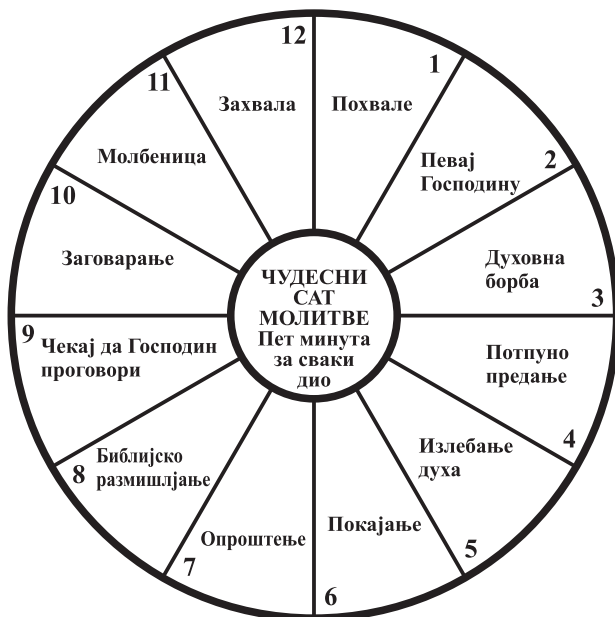 12
Захвала
1
Похвале
2
Певај
Господину
3
Духовна
борба
4
Потпуно
предање
5
Излебање
духа
6
Покајање
7
Опроштење
8
Библијско
размишлјање
9
Чекај да Господин
проговори
10
Заговарање
11
Молбеница
ЧУДЕСНИ
САТ
МОЛИТВЕ
Пет минута
за сваки
дио